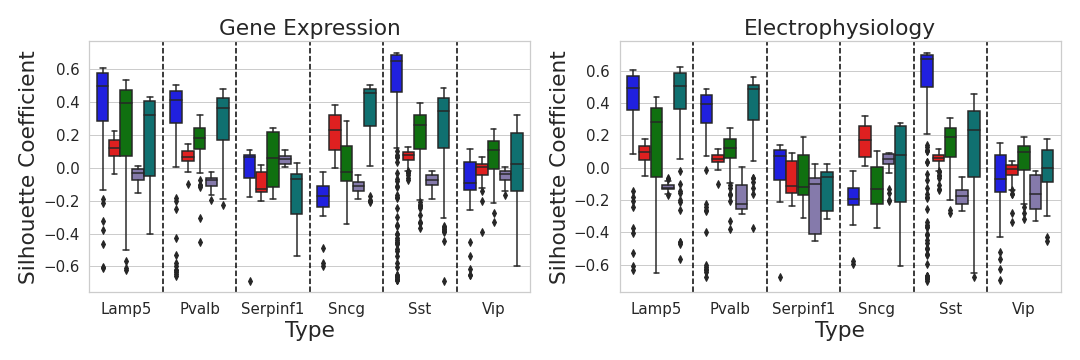 Gene Expression
Silhouette Coefficient
0.6
0.4
0.2
0.0
−0.2
−0.4
−0.6
Lamp5 Pvalb Serpinf1 Sncg Sst Vip
Type
Electrophysiology
Silhouette Coefficient
0.6
0.4
0.2
0.0
−0.2
−0.4
−0.6
Lamp5 Pvalb Serpinf1 Sncg Sst Vip
Type